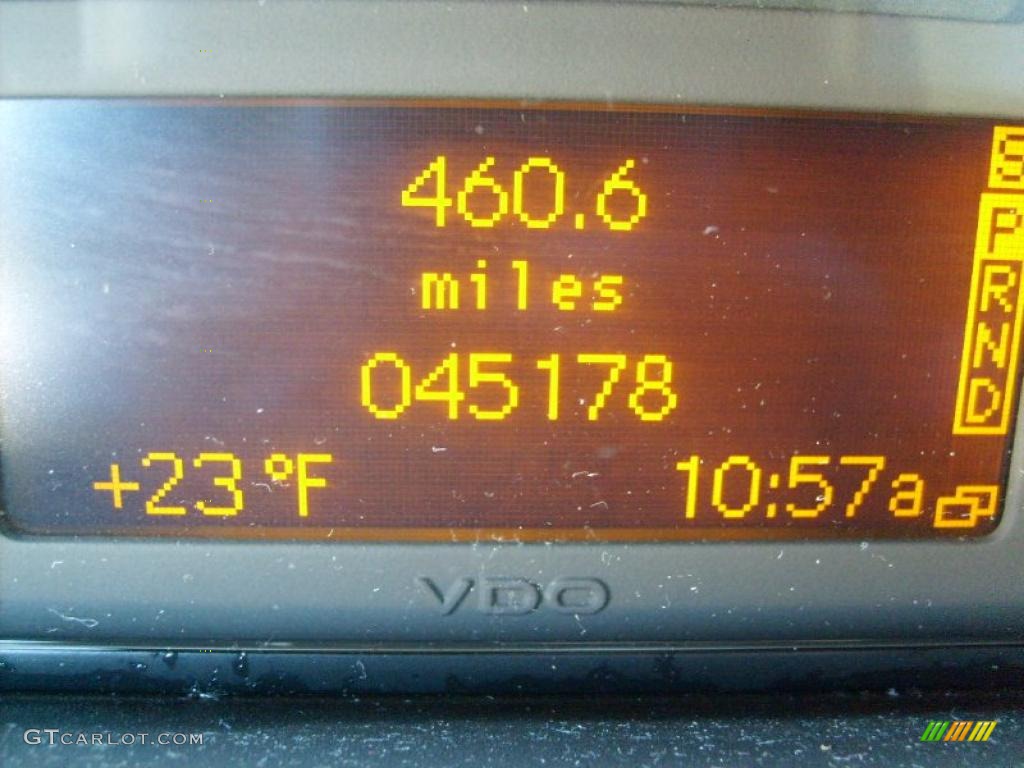 460.6
miles
045178
+23 °F 10:57a
S
P
R
N
D
VDO
GTCARLOT.COM